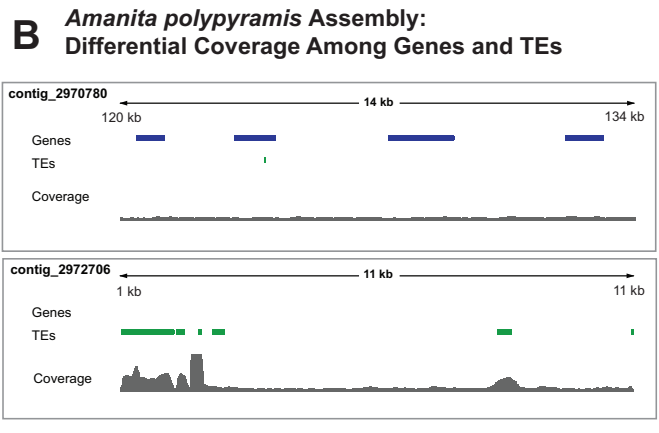 B
Amanita polypyramis Assembly:
Differential Coverage Among Genes and TEs
contig_2970780
14 kb
120 kb
134 kb
Genes
TEs
Coverage
contig_2972706
11 kb
1 kb
11 kb
Genes
TEs
Coverage